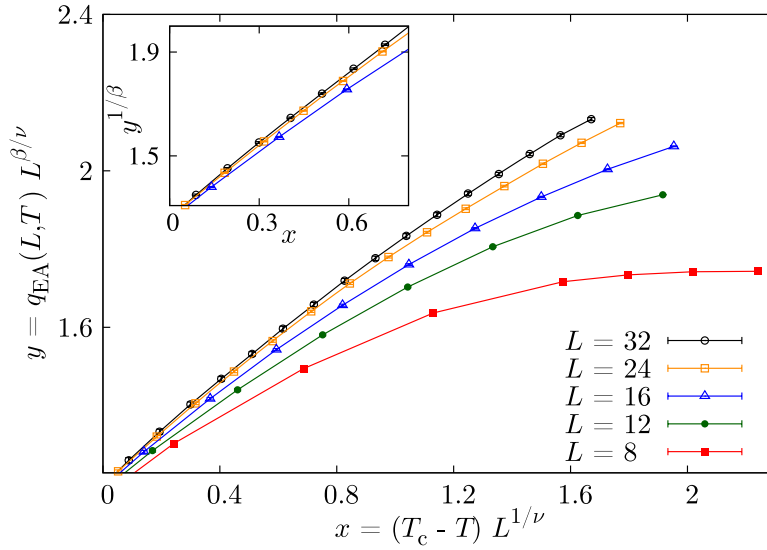 2.4
2
1.6
y = q_EA(L,T) L^{β/ν}
0 0.4 0.8 1.2 1.6 2
x = (T_c - T) L^{1/ν}
1.9
1.5
y^{1/β}
0 0.3 0.6
x
L = 32
L = 24
L = 16
L = 12
L = 8